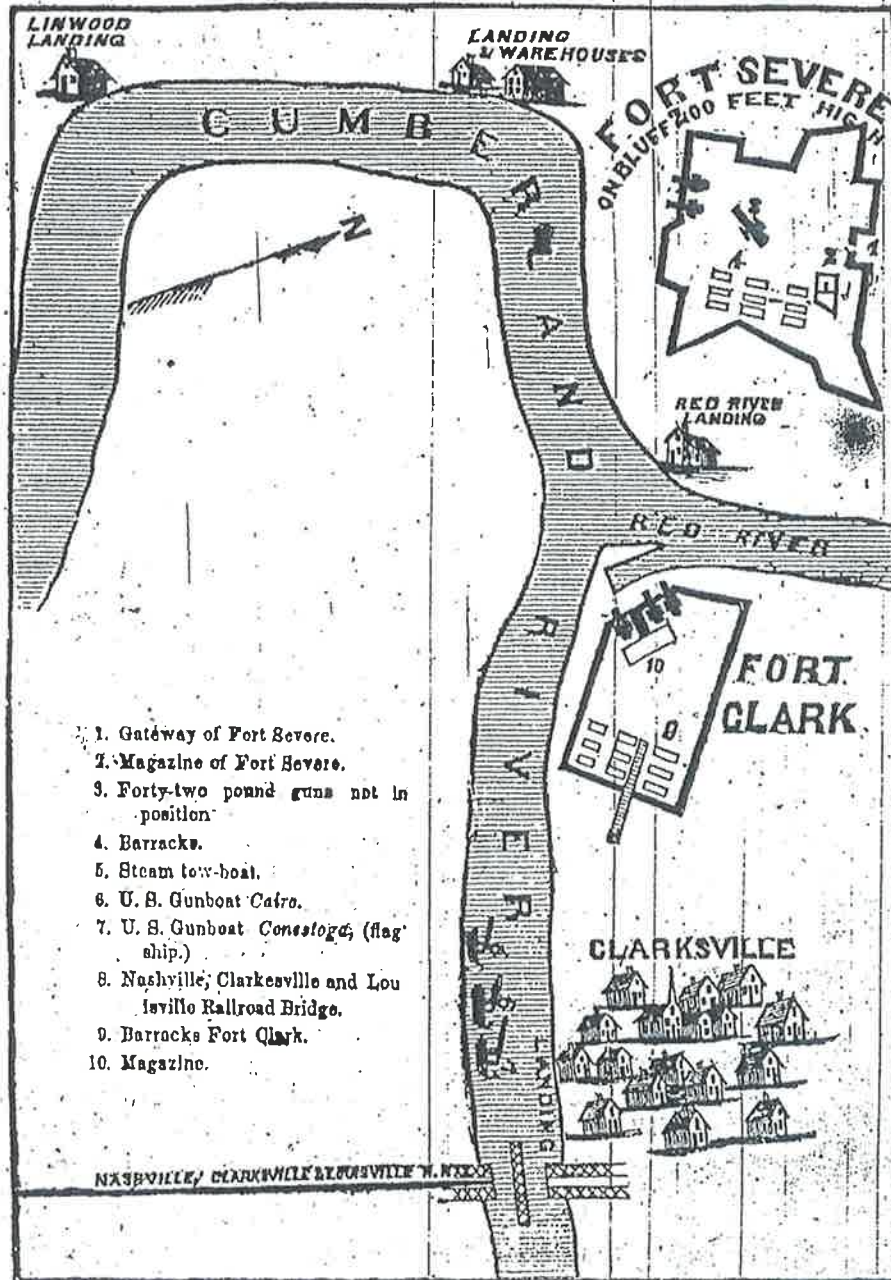 LINWOOD
LANDING
LANDING
& WAREHOUSES
FORT SEVERE
ON BLUFF 200 FEET HIGH
CUMBERLAND RIVER
N
4
RED RIVER
LANDING
RED RIVER
10
9
FORT
CLARK
1. Gateway of Fort Severe.
2. Magazine of Fort Severe.
3. Forty-two pound guns not in
position
4. Barracks.
5. Steam tow-boat.
6. U. S. Gunboat Cairo.
7. U. S. Gunboat Conestoga, (flag
ship.)
8. Nashville, Clarkesville and Lou
isville Railroad Bridge.
9. Barracks Fort Clark.
10. Magazine.
CLARKSVILLE
LANDING
NASHVILLE, CLARKSVILLE & LOUISVILLE R.